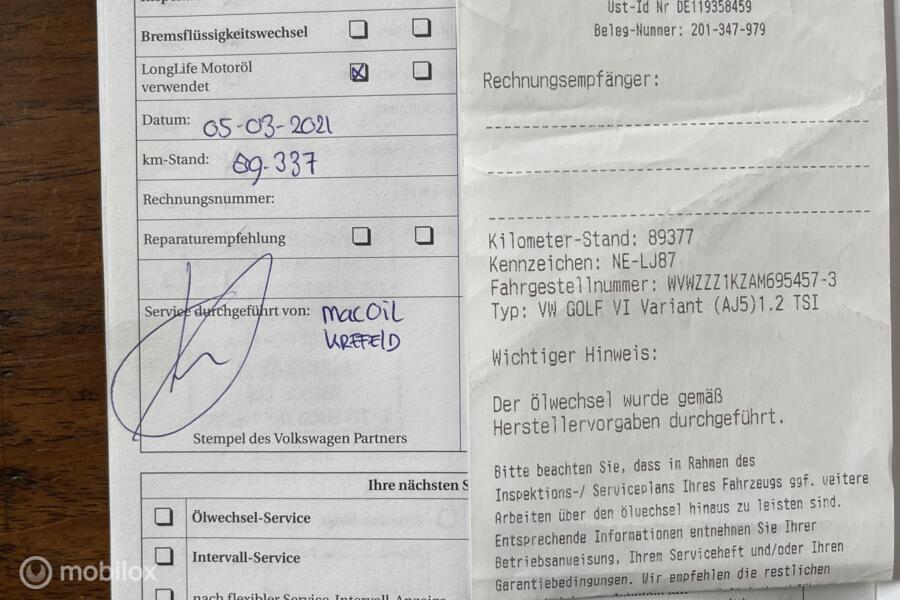 Bremsflüssigkeitswechsel
LongLife Motoröl
verwendet
Datum: 05-03-2021
km-Stand: 89.337
Rechnungsnummer:
Reparaturempfehlung
Service durchgeführt von: macOil
KREFELD
Stempel des Volkswagen Partners
Ihre nächsten S
Ölwechsel-Service
Intervall-Service
nach flexibler Service-Intervall-Anzeige
Ust-Id Nr DE119358459
Beleg-Nummer: 201-347-979
Rechnungsempfänger:
Kilometer-Stand: 89377
Kennzeichen: NE-LJ87
Fahrgestellnummer: WVWZZZ1KZAM695457-3
Typ: VW GOLF VI Variant (AJ5)1.2 TSI
Wichtiger Hinweis:
Der Ölwechsel wurde gemäß
Herstellervorgaben durchgeführt.
Bitte beachten Sie, dass im Rahmen des
Inspektions-/ Serviceplans Ihres Fahrzeugs ggf. weitere
Arbeiten über den Ölwechsel hinaus zu leisten sind.
Entsprechende Informationen entnehmen Sie Ihrer
Betriebsanweisung, Ihrem Serviceheft und/oder Ihren
Garantiebedingungen. Wir empfehlen die restlichen
mobilox